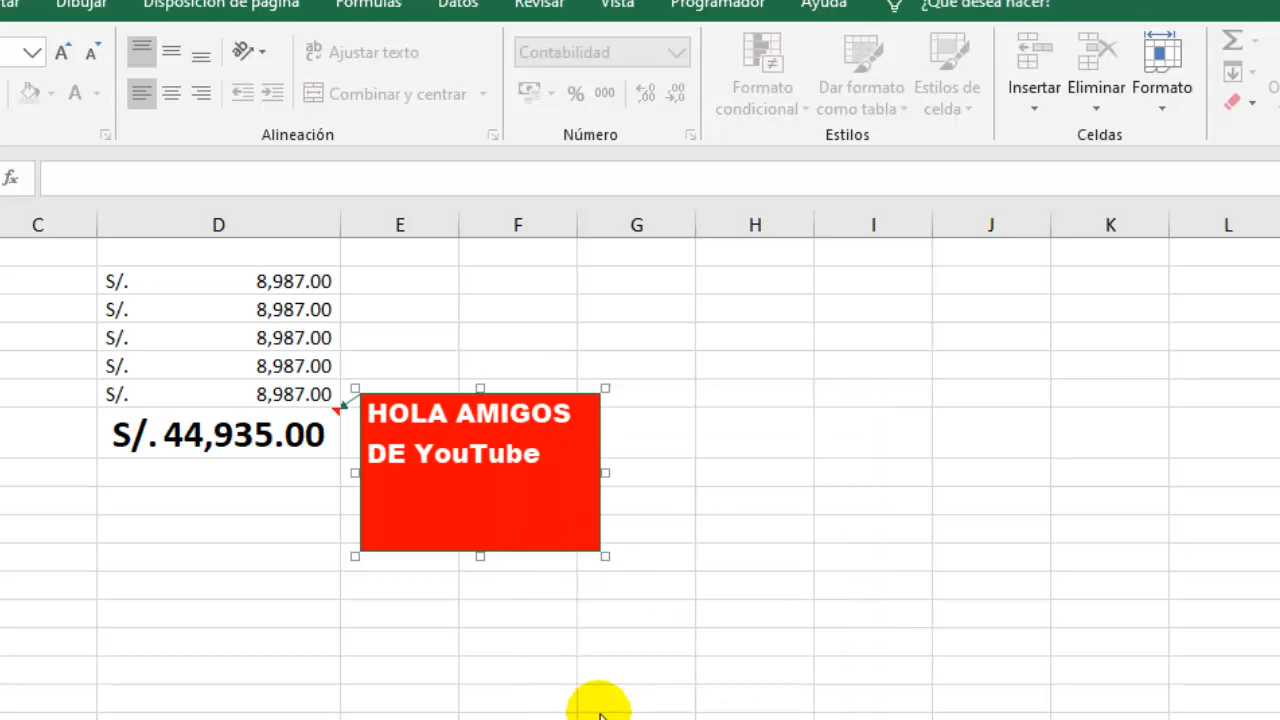 Dibujar Disposición de página Fórmulas Datos Revisar Vista Programador Ayuda ¿Qué desea hacer?
A A ab Ajustar texto Contabilidad
A Combinar y centrar % 000
Formato condicional
Dar formato como tabla
Estilos de celda
Insertar Eliminar Formato
Alineación Número Estilos Celdas
fx
C D E F G H I J K L
S/. 8,987.00
S/. 8,987.00
S/. 8,987.00
S/. 8,987.00
S/. 8,987.00
S/. 44,935.00
HOLA AMIGOS
DE YouTube